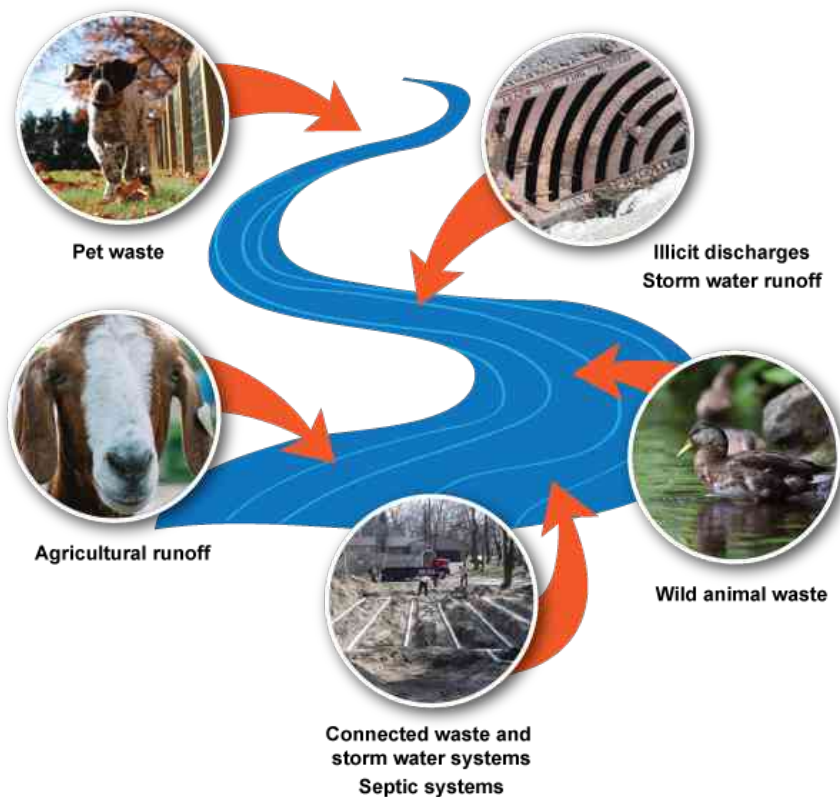 Pet waste
Illicit discharges
Storm water runoff
Agricultural runoff
Wild animal waste
Connected waste and
storm water systems
Septic systems